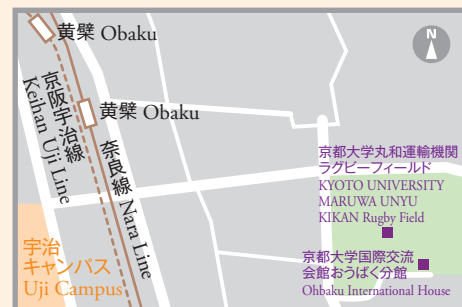 黄檗 Obaku
N
京阪宇治線
Keihan Uji Line
黄檗 Obaku
奈良線 Nara Line
京都大学丸和運輸機関
ラグビーフィールド
KYOTO UNIVERSITY
MARUWA UNYU
KIKAN Rugby Field
宇治
キャンパス
Uji Campus
京都大学国際交流
会館おうばく分館
Ohbaku International House